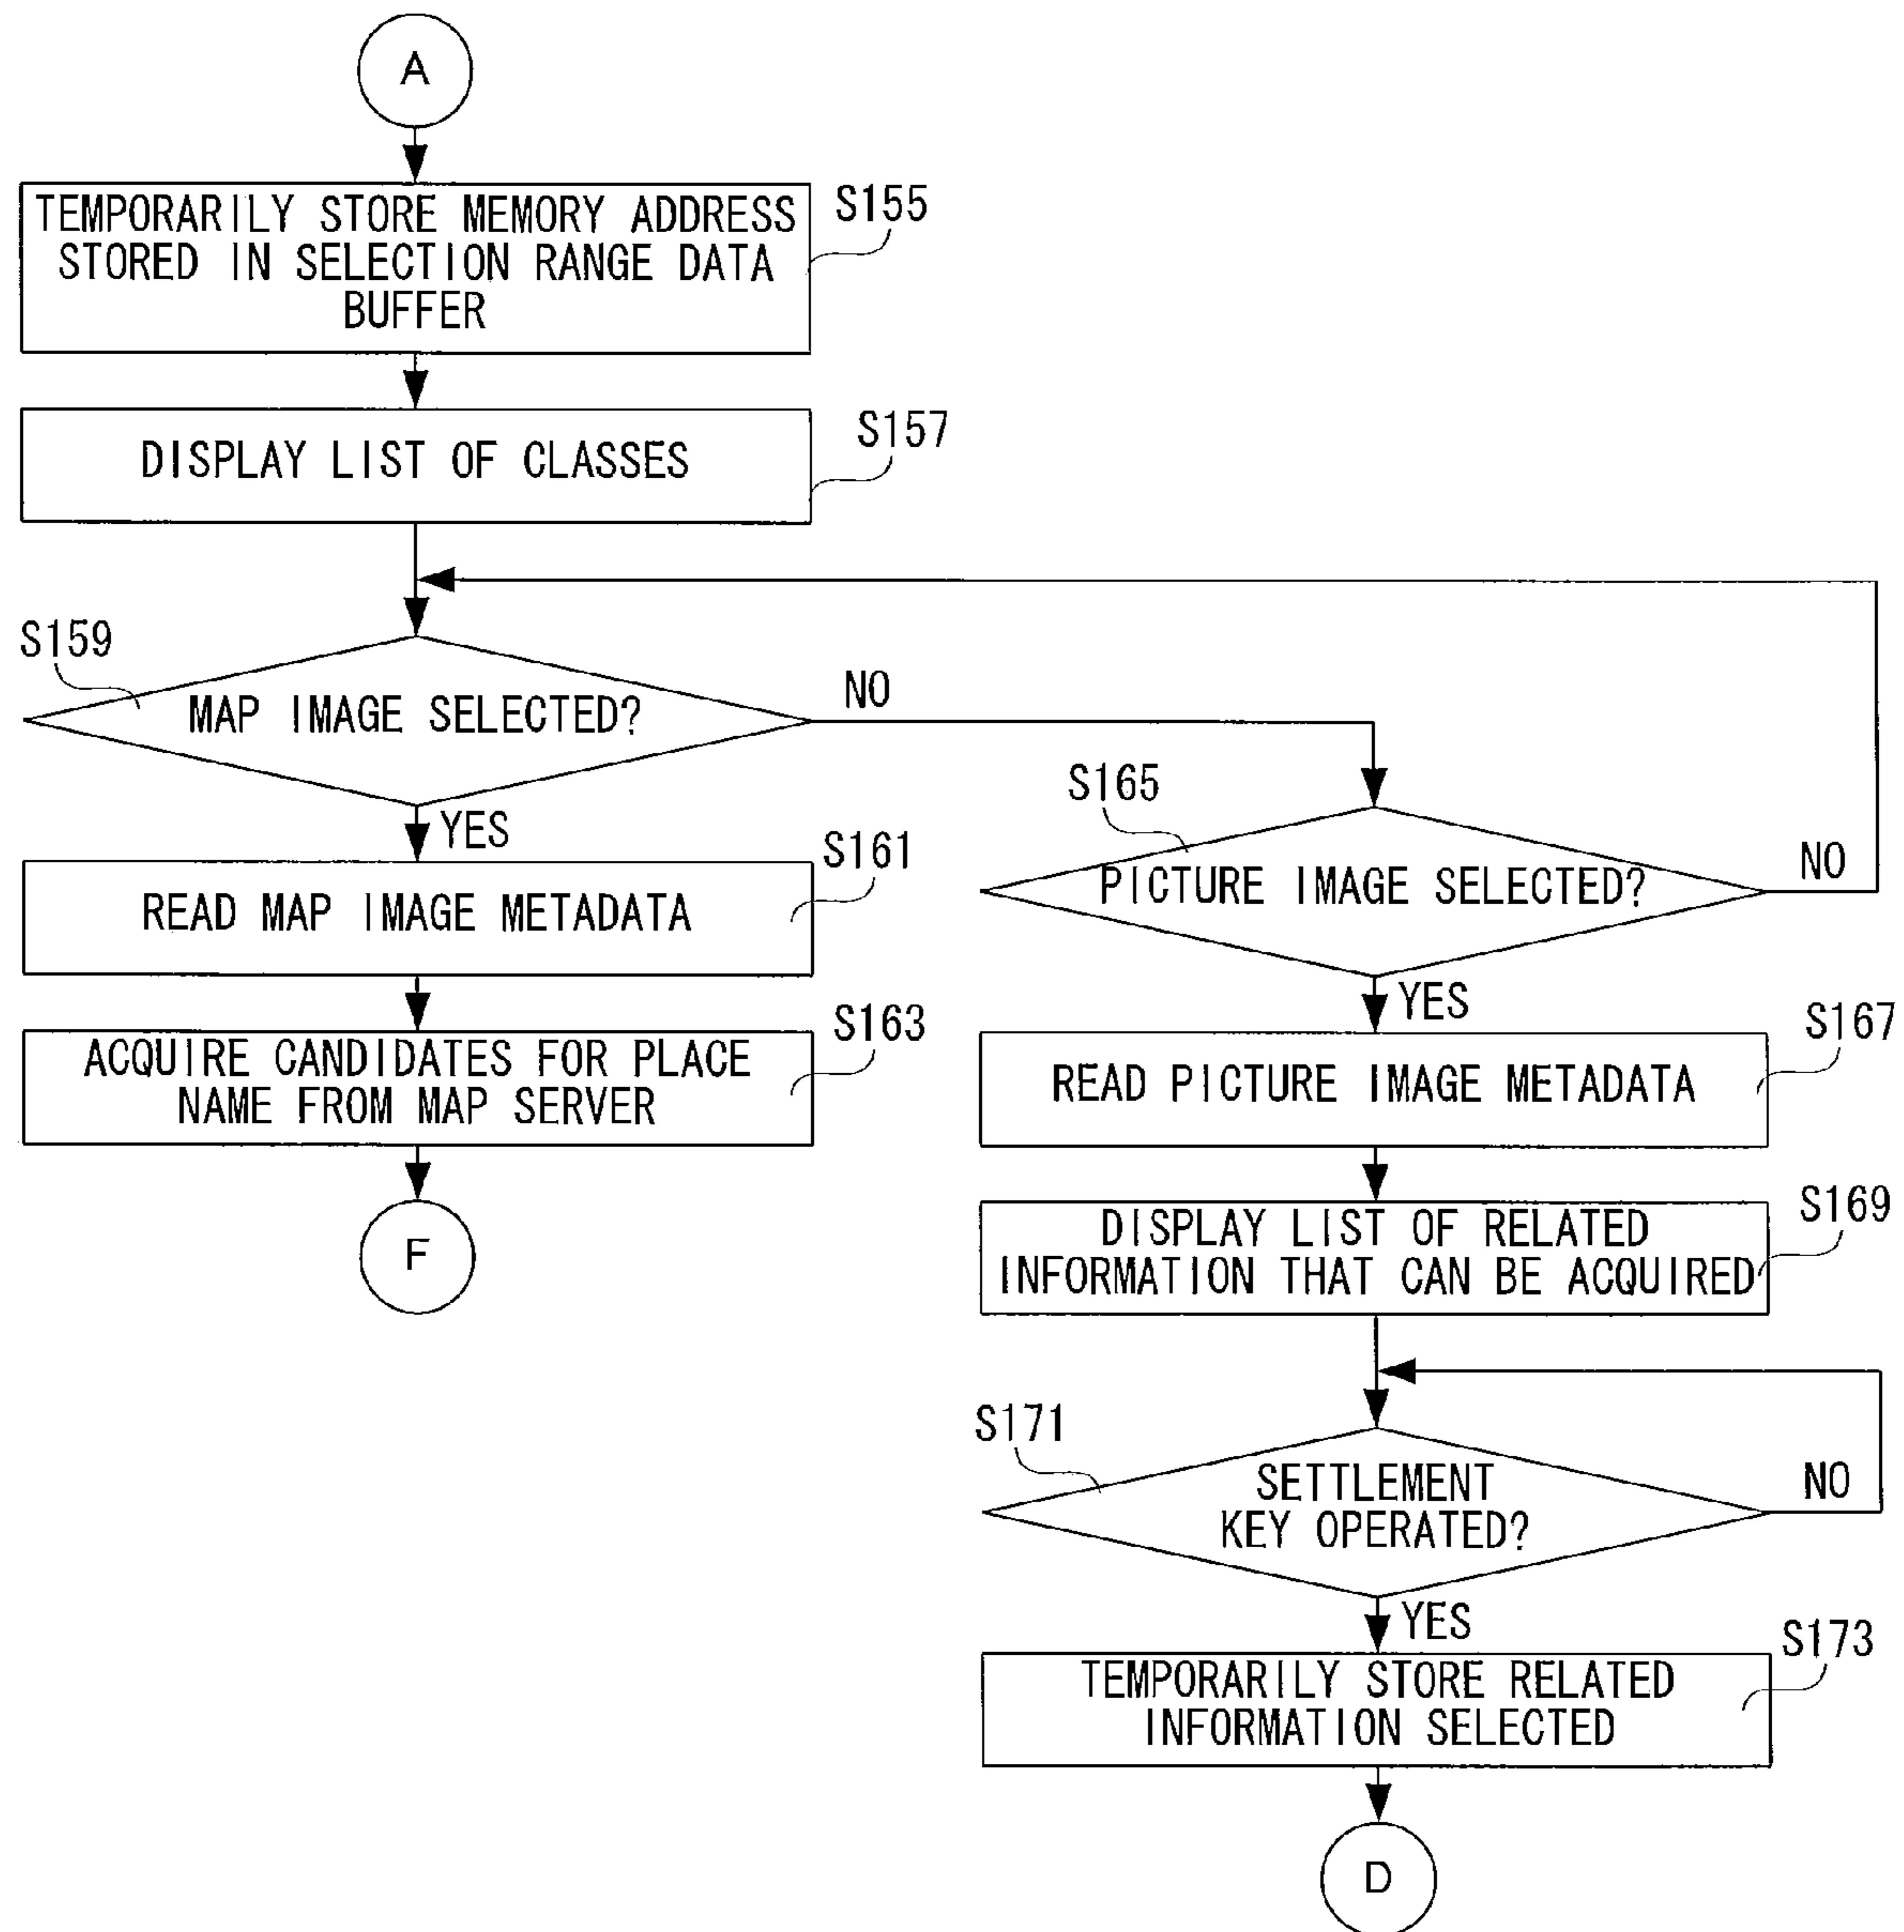 A
TEMPORARILY STORE MEMORY ADDRESS
STORED IN SELECTION RANGE DATA
BUFFER
S155
DISPLAY LIST OF CLASSES
S157
S159
MAP IMAGE SELECTED?
NO
YES
READ MAP IMAGE METADATA
S161
ACQUIRE CANDIDATES FOR PLACE
NAME FROM MAP SERVER
S163
F
S165
PICTURE IMAGE SELECTED?
NO
YES
READ PICTURE IMAGE METADATA
S167
DISPLAY LIST OF RELATED
INFORMATION THAT CAN BE ACQUIRED
S169
S171
SETTLEMENT
KEY OPERATED?
NO
YES
TEMPORARILY STORE RELATED
INFORMATION SELECTED
S173
D